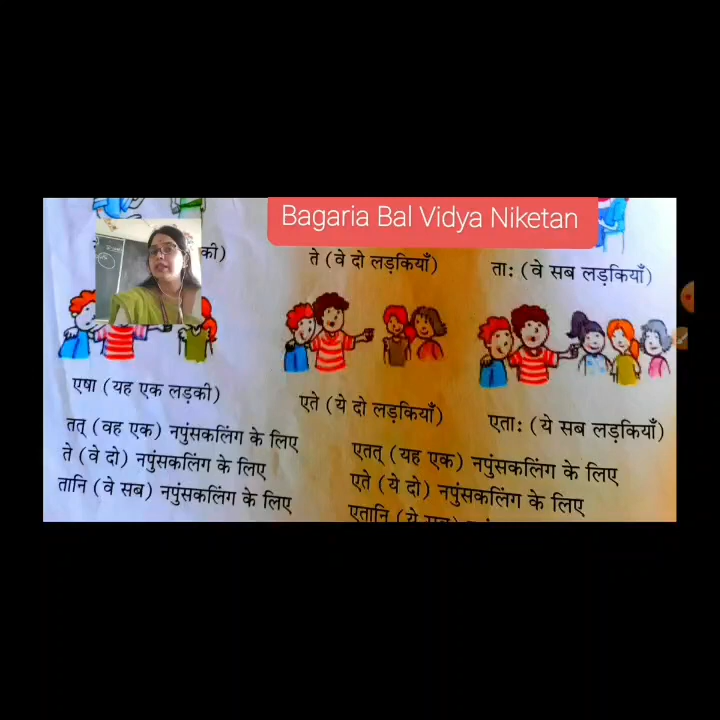 Bagaria Bal Vidya Niketan
की)
ते (वे दो लड़कियाँ)
ताः (वे सब लड़कियाँ)
एषा (यह एक लड़की)
एते (ये दो लड़कियाँ)
एताः (ये सब लड़कियाँ)
तत् (वह एक) नपुंसकलिंग के लिए
ते (वे दो) नपुंसकलिंग के लिए
तानि (वे सब) नपुंसकलिंग के लिए
एतत् (यह एक) नपुंसकलिंग के लिए
एते (ये दो) नपुंसकलिंग के लिए
एतानि (ये